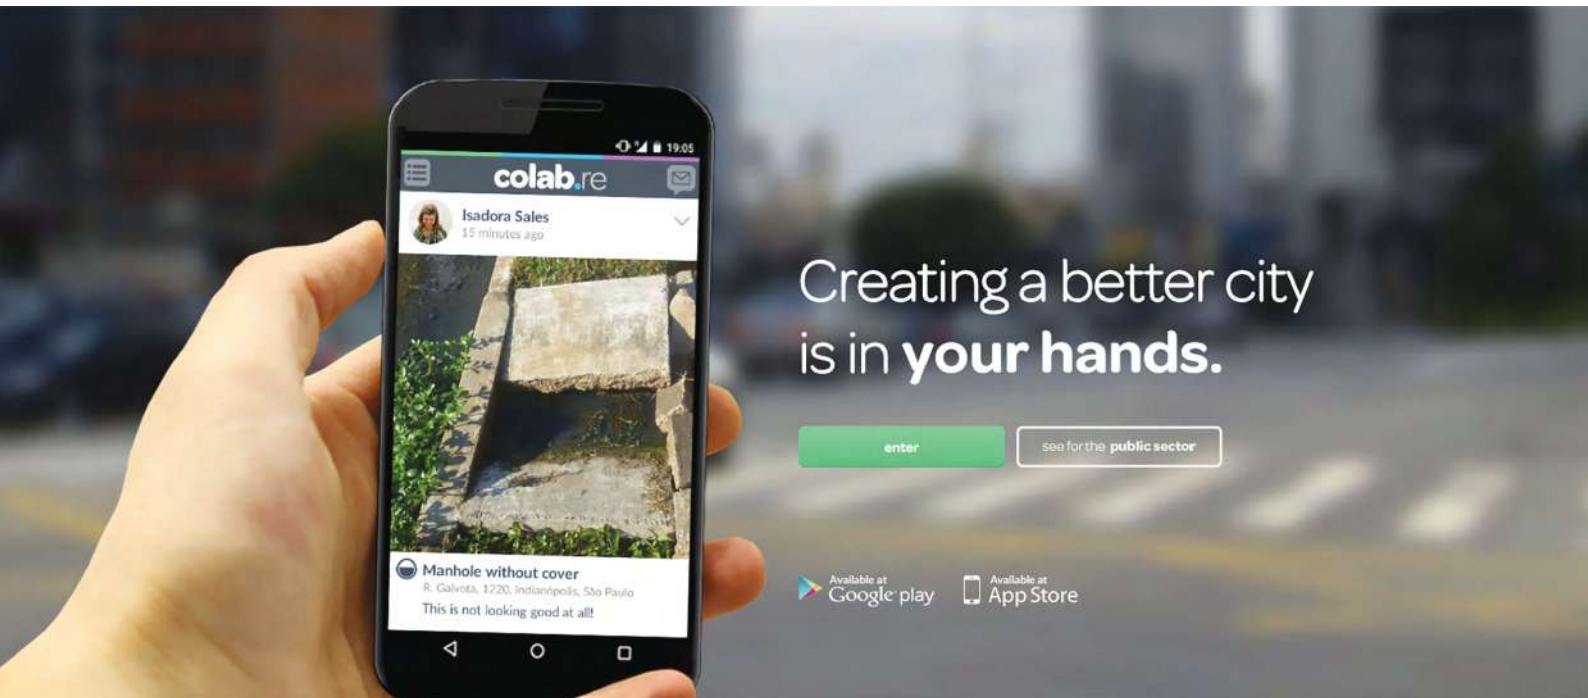 19:05
colab.re
Isadora Sales
15 minutes ago
Manhole without cover
R. Gaivota, 1220, Indianópolis, São Paulo
This is not looking good at all!
Creating a better city
is in your hands.
enter
see for the public sector
Available at
Google play
Available at
App Store